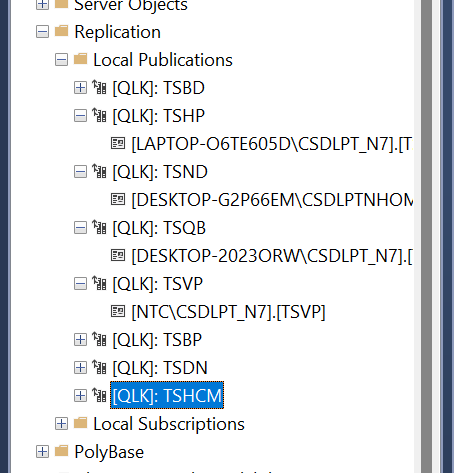 Server Objects
Replication
Local Publications
[QLK]: TSBD
[QLK]: TSHP
[LAPTOP-O6TE605D\CSDLPT_N7].[T
[QLK]: TSND
[DESKTOP-G2P66EM\CSDLPTNHOM
[QLK]: TSQB
[DESKTOP-2023ORW\CSDLPT_N7].[
[QLK]: TSVP
[NTC\CSDLPT_N7].[TSVP]
[QLK]: TSBP
[QLK]: TSDN
[QLK]: TSHCM
Local Subscriptions
PolyBase